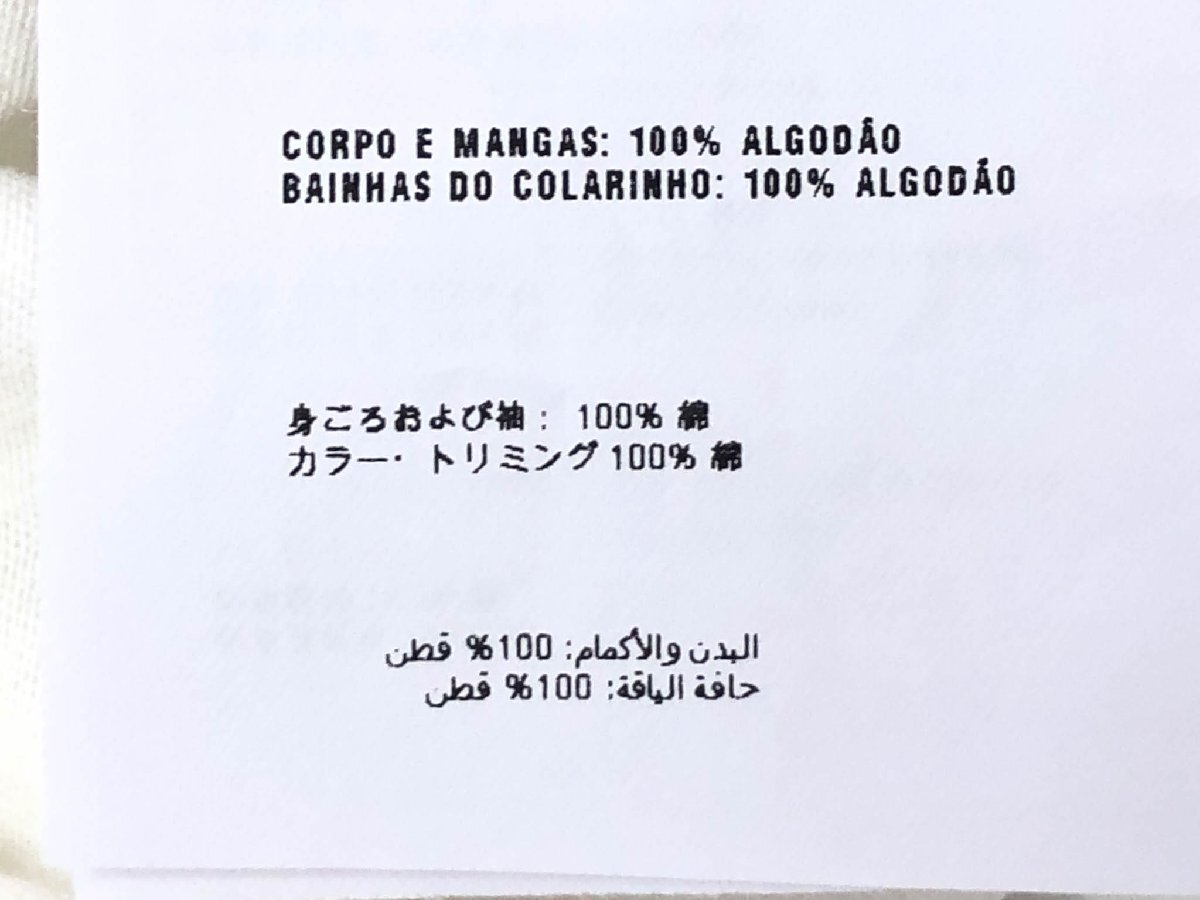 CORPO E MANGAS: 100% ALGODÃO
BAINHAS DO COLARINHO: 100% ALGODÃO
身ごろおよび袖: 100% 綿
カラー・トリミング 100% 綿
البدن والأكمام: 100% قطن
حافة الياقة: 100% قطن